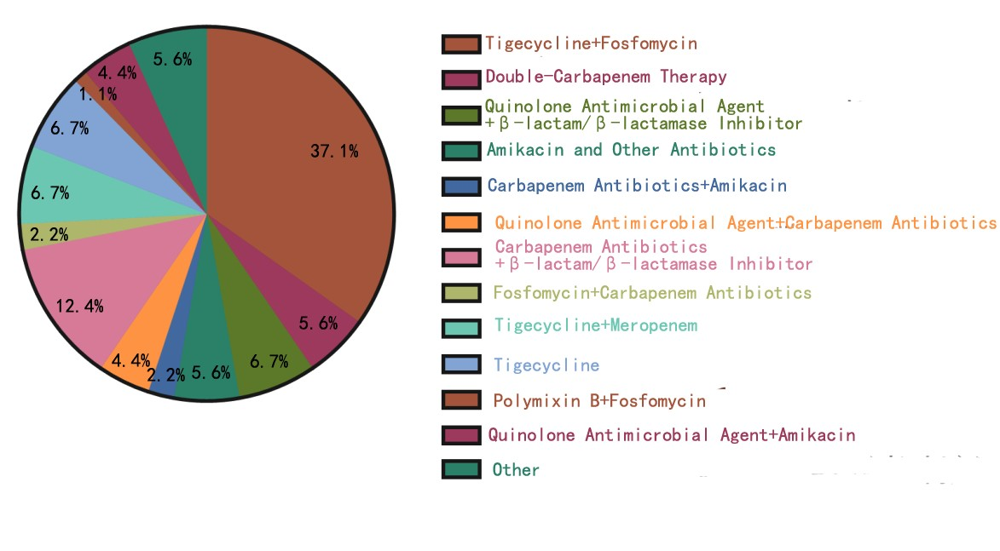 5.6%
4.4%
1.1%
6.7%
37.1%
6.7%
2.2%
12.4%
5.6%
4.4%
6.7%
2.2%
5.6%
Tigecycline+Fosfomycin
Double-Carbapenem Therapy
Quinolone Antimicrobial Agent
+β-lactam/β-lactamase Inhibitor
Amikacin and Other Antibiotics
Carbapenem Antibiotics+Amikacin
Quinolone Antimicrobial Agent+Carbapenem Antibiotics
Carbapenem Antibiotics
+β-lactam/β-lactamase Inhibitor
Fosfomycin+Carbapenem Antibiotics
Tigecycline+Meropenem
Tigecycline
Polymixin B+Fosfomycin
Quinolone Antimicrobial Agent+Amikacin
Other